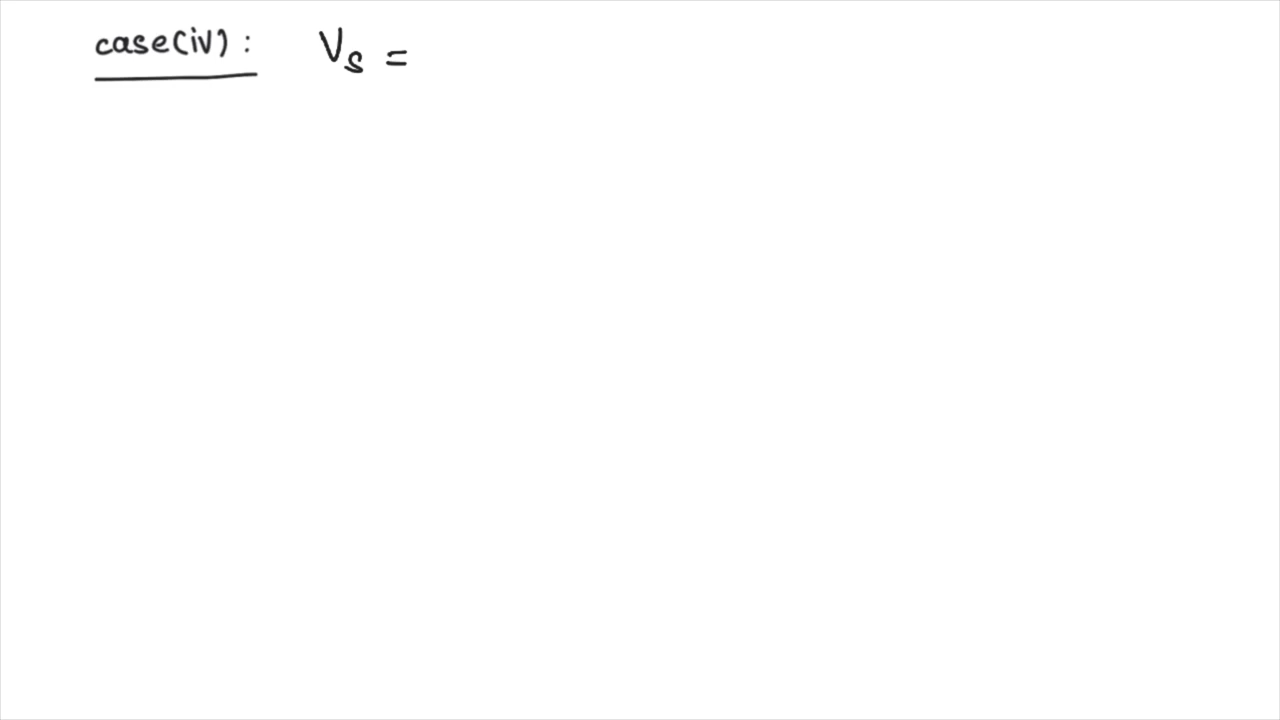 case(iv) : Vs =